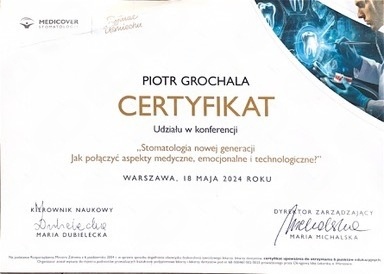 MEDICOVER
STOMATOLOGIA
PIOTR GROCHALA
CERTYFIKAT
Udziału w konferencji
„Stomatologia nowej generacji
Jak połączyć aspekty medyczne, emocjonalne i technologiczne?"
WARSZAWA, 18 MAJA 2024 ROKU
KIEROWNIK NAUKOWY
MARIA DUBIELECKA
DYREKTOR ZARZĄDZAJĄCY
MARIA MICHALSKA